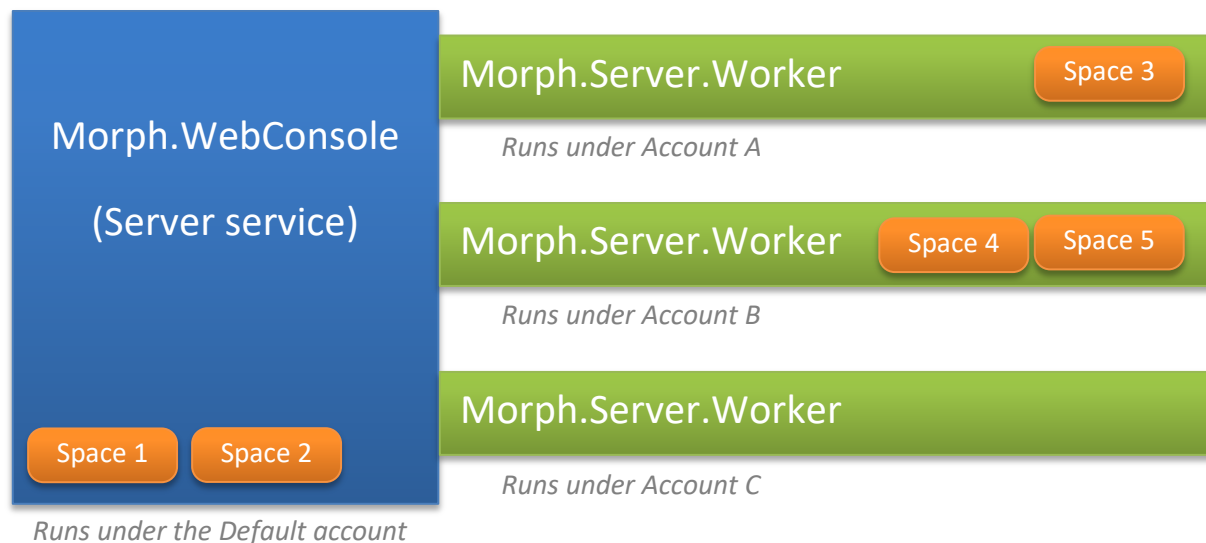 Morph.WebConsole
(Server service)
Space 1
Space 2
Runs under the Default account
Morph.Server.Worker
Space 3
Runs under Account A
Morph.Server.Worker
Space 4
Space 5
Runs under Account B
Morph.Server.Worker
Runs under Account C